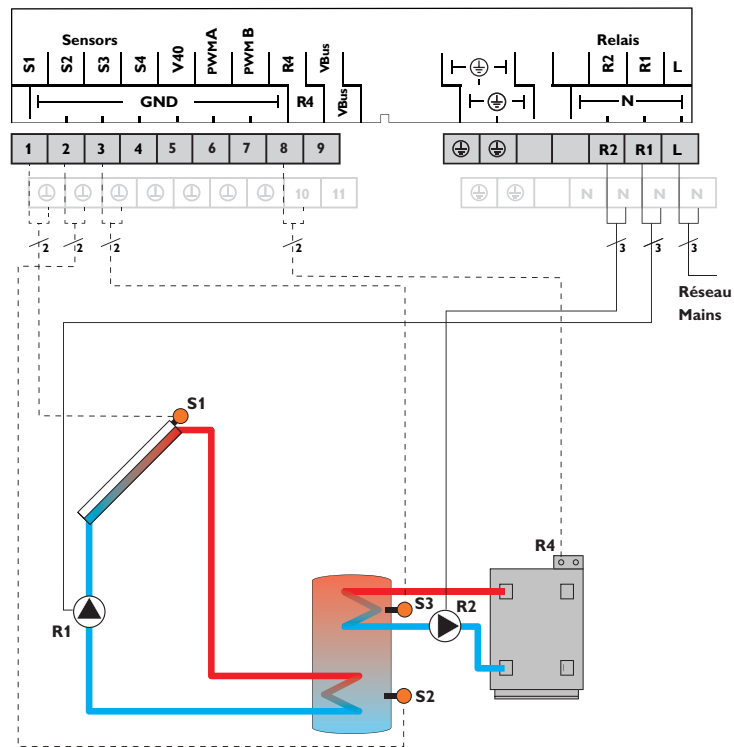 Sensors
Relais
S1 S2 S3 S4 V40 PWMA PWM B R4 VBus
R2 R1 L
GND R4 VBus
N
1 2 3 4 5 6 7 8 9
R2 R1 L
10 11
N N N N
2 2 2 2
3 3 3
Réseau
Mains
S1
R4
S3 R2
R1
S2